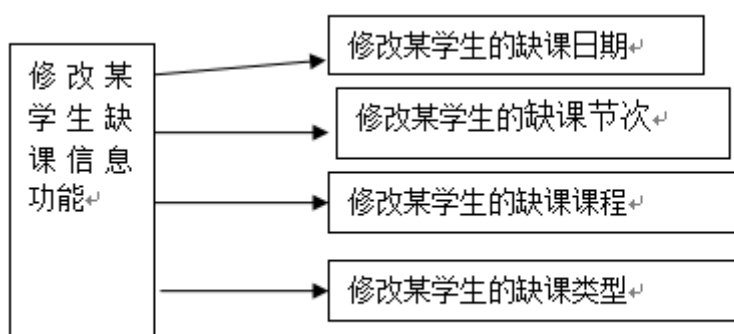 修改某
学生缺
课信息
功能↵
修改某学生的缺课日期↵
修改某学生的缺课节次↵
修改某学生的缺课课程↵
修改某学生的缺课类型↵